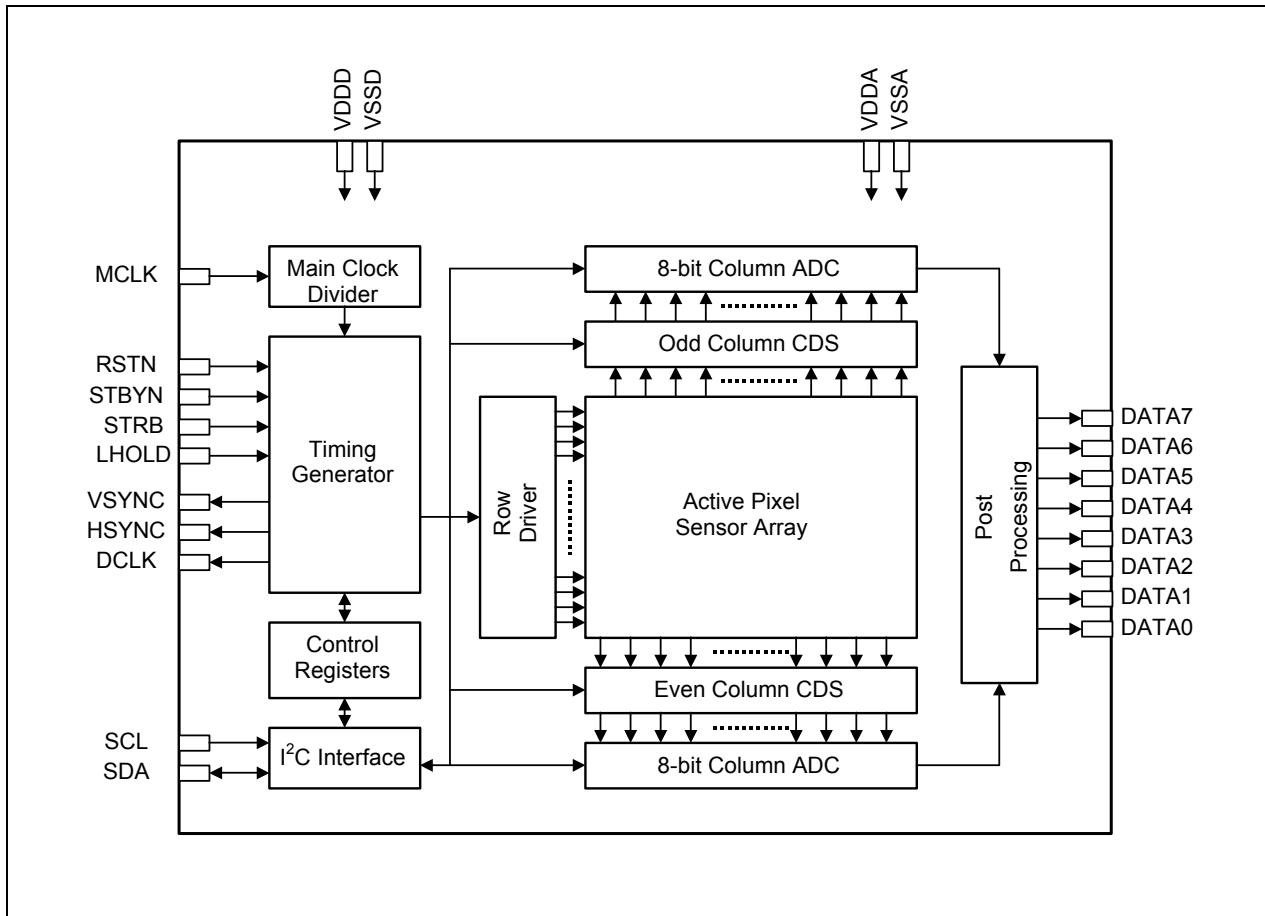 VDDD
VSSD
VDDA
VSSA
MCLK
Main Clock
Divider
8-bit Column ADC
Odd Column CDS
RSTN
STBYN
STRB
LHOLD
VSYNC
HSYNC
DCLK
Timing
Generator
Row
Driver
Active Pixel
Sensor Array
Post
Processing
DATA7
DATA6
DATA5
DATA4
DATA3
DATA2
DATA1
DATA0
Control
Registers
Even Column CDS
SCL
SDA
I²C Interface
8-bit Column ADC